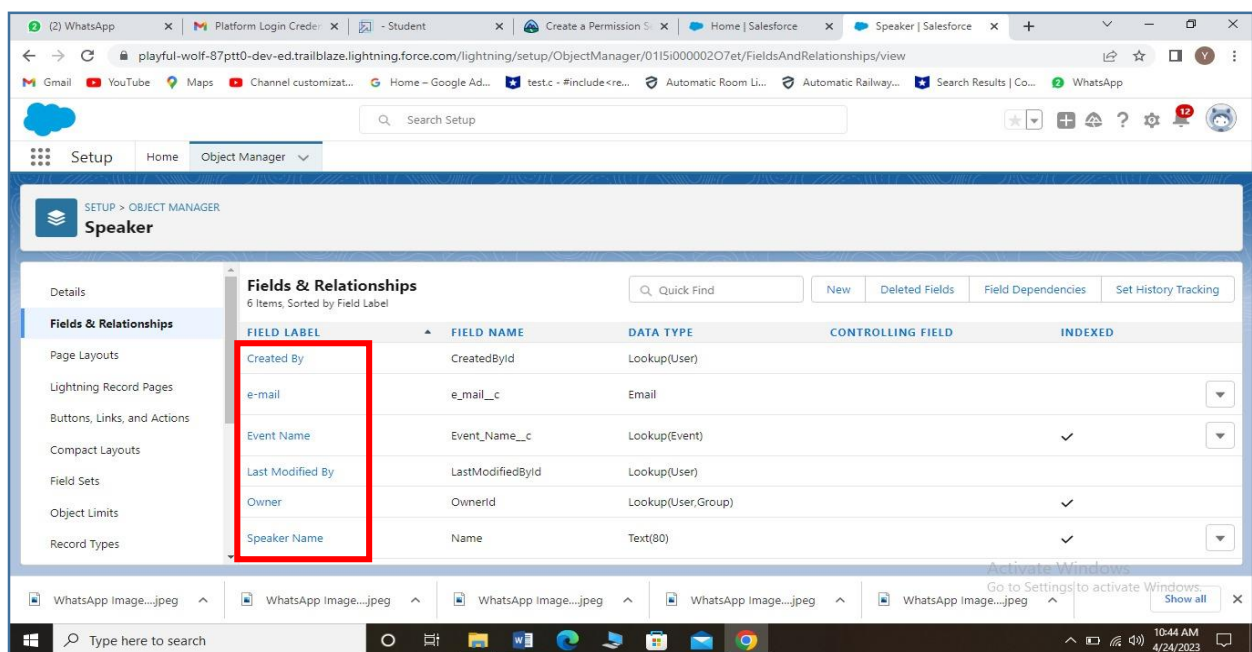 (2) WhatsApp
Platform Login Creder
- Student
Create a Permission S
Home | Salesforce
Speaker | Salesforce
playful-wolf-87ptt0-dev-ed.trailblaze.lightning.force.com/lightning/setup/ObjectManager/01I5i000002O7et/FieldsAndRelationships/view
Y
Gmail YouTube Maps Channel customizat... Home – Google Ad... test.c - #include<re... Automatic Room Li... Automatic Railway... Search Results | Co... WhatsApp
Search Setup
12
Setup Home Object Manager
SETUP > OBJECT MANAGER
Speaker
Details
Fields & Relationships
Page Layouts
Lightning Record Pages
Buttons, Links, and Actions
Compact Layouts
Field Sets
Object Limits
Record Types
Fields & Relationships
6 Items, Sorted by Field Label
Quick Find
New Deleted Fields Field Dependencies Set History Tracking
FIELD LABEL FIELD NAME DATA TYPE CONTROLLING FIELD INDEXED
Created By CreatedById Lookup(User)
e-mail e_mail__c Email
Event Name Event_Name__c Lookup(Event)
Last Modified By LastModifiedById Lookup(User)
Owner OwnerId Lookup(User,Group)
Speaker Name Name Text(80)
Activate Windows
Go to Settings to activate Windows.
WhatsApp Image....jpeg WhatsApp Image....jpeg WhatsApp Image....jpeg WhatsApp Image....jpeg WhatsApp Image....jpeg Show all
Type here to search
10:44 AM
4/24/2023